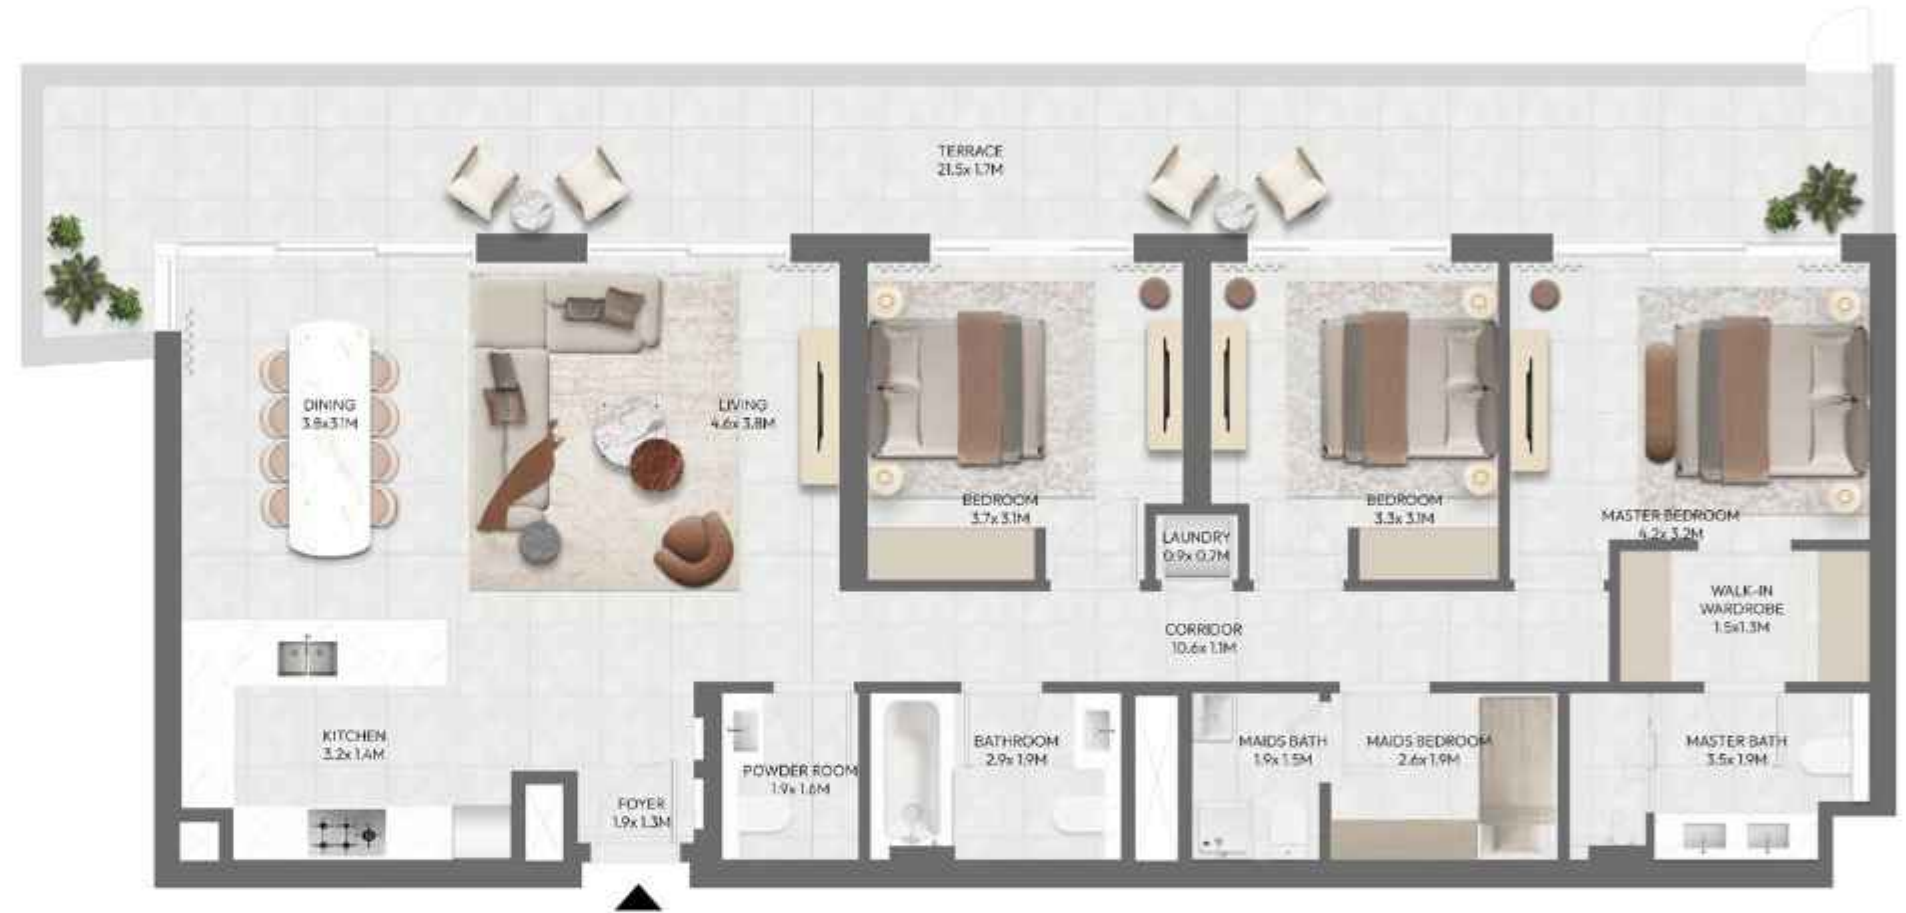 TERRACE
21.5x 1.7M
DINING
3.8x3.1M
LIVING
4.6x 3.8M
BEDROOM
3.7x 3.1M
BEDROOM
3.3x 3.1M
MASTER BEDROOM
4.2x 3.2M
LAUNDRY
0.9x 0.7M
WALK-IN
WARDROBE
1.5x1.3M
CORRIDOR
10.6x 1.1M
KITCHEN
3.2x 1.4M
FOYER
1.9x 1.3M
POWDER ROOM
1.9x 1.6M
BATHROOM
2.9x 1.9M
MAIDS BATH
1.9x 1.5M
MAIDS BEDROOM
2.6x 1.9M
MASTER BATH
3.5x 1.9M